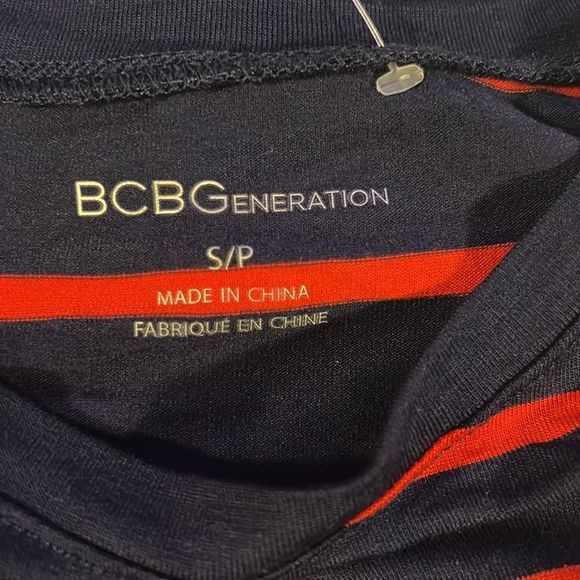 BCBGENERATION
S/P
MADE IN CHINA
FABRIQUÉ EN CHINE